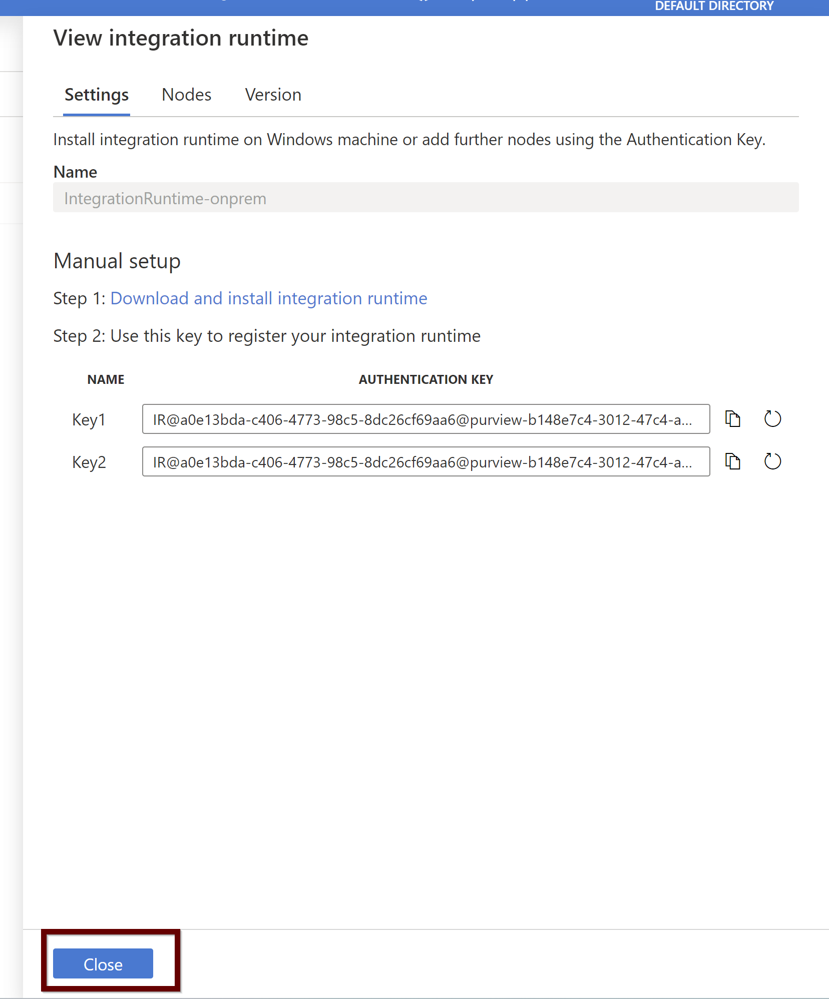 DEFAULT DIRECTORY
View integration runtime
Settings Nodes Version
Install integration runtime on Windows machine or add further nodes using the Authentication Key.
Name
IntegrationRuntime-onprem
Manual setup
Step 1: Download and install integration runtime
Step 2: Use this key to register your integration runtime
NAME AUTHENTICATION KEY
Key1 IR@a0e13bda-c406-4773-98c5-8dc26cf69aa6@purview-b148e7c4-3012-47c4-a...
Key2 IR@a0e13bda-c406-4773-98c5-8dc26cf69aa6@purview-b148e7c4-3012-47c4-a...
Close